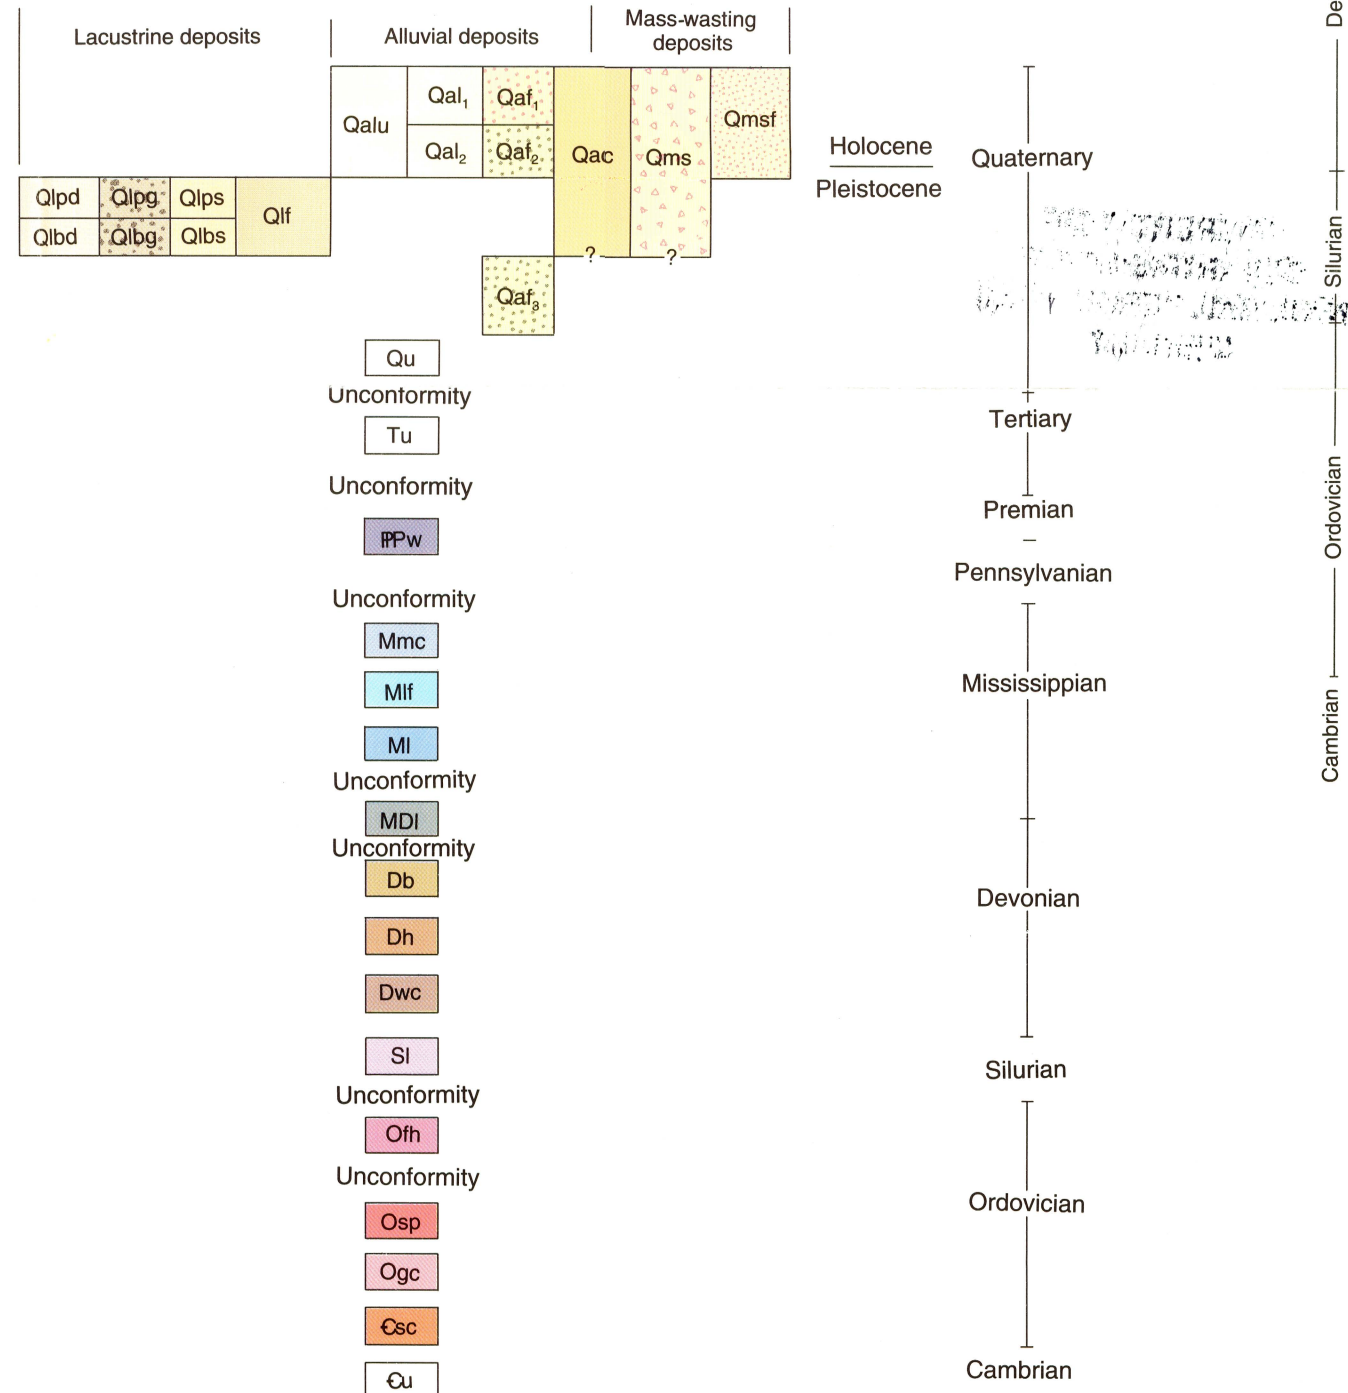 Lacustrine deposits
Alluvial deposits
Mass-wasting
deposits
Qalu
Qal₁
Qaf₁
Qal₂
Qaf₂
Qac
Qms
Qmsf
Qlpd
Qlpg
Qlps
Qlf
Qlbd
Qlbg
Qlbs
?
?
Qaf₃
Qu
Unconformity
Tu
Unconformity
PIPw
Unconformity
Mmc
Mlf
Ml
Unconformity
MDl
Unconformity
Db
Dh
Dwc
Sl
Unconformity
Ofh
Unconformity
Osp
Ogc
Ꞓsc
Ꞓu
Holocene
Pleistocene
Quaternary
Tertiary
Premian
Pennsylvanian
Mississippian
Devonian
Silurian
Ordovician
Cambrian
De
Silurian
Ordovician
Cambrian